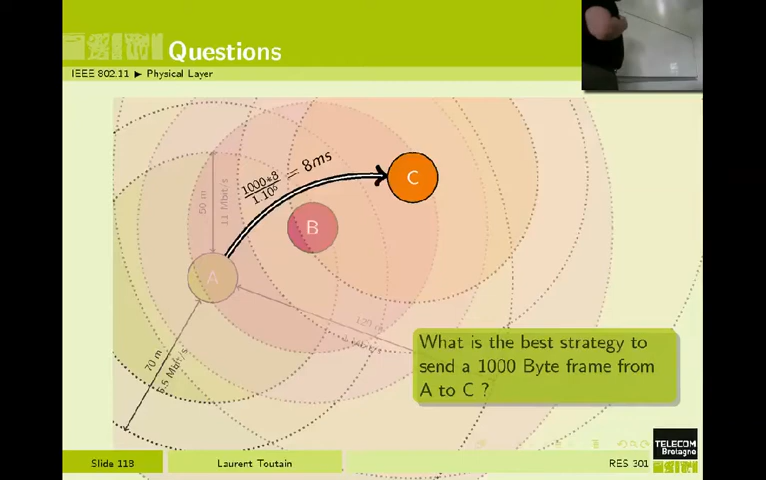 Questions
IEEE 802.11 ▶ Physical Layer
1000*8
1.10⁶
= 8ms
C
50 m
11 Mbit/s
B
A
70 m
5.5 Mbit/s
What is the best strategy to
send a 1000 Byte frame from
A to C ?
TELECOM
Bretagne
Slide 118
Laurent Toutain
RES 301